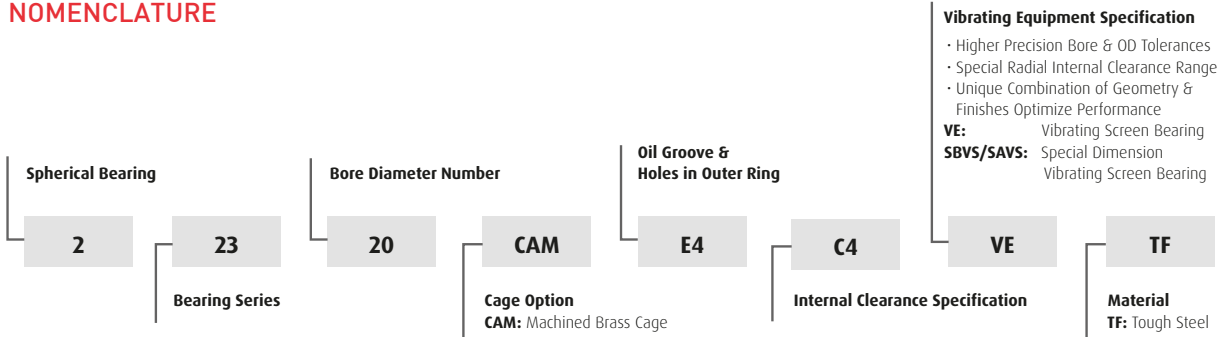 NOMENCLATURE
Vibrating Equipment Specification
· Higher Precision Bore & OD Tolerances
· Special Radial Internal Clearance Range
· Unique Combination of Geometry &
Finishes Optimize Performance
VE: Vibrating Screen Bearing
SBVS/SAVS: Special Dimension
Vibrating Screen Bearing
Spherical Bearing
Bore Diameter Number
Oil Groove &
Holes in Outer Ring
2 23 20 CAM E4 C4 VE TF
Bearing Series
Cage Option
CAM: Machined Brass Cage
Internal Clearance Specification
Material
TF: Tough Steel